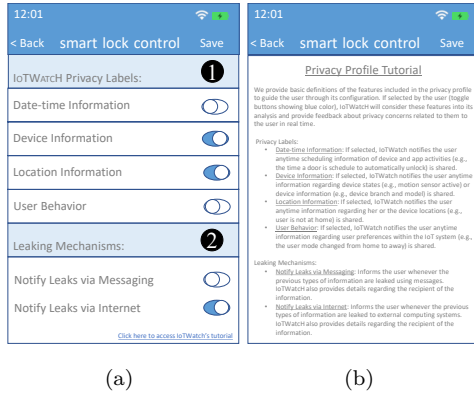 12:01
< Back smart lock control Save
IoTWatcH Privacy Labels: 1
Date-time Information
Device Information
Location Information
User Behavior
Leaking Mechanisms: 2
Notify Leaks via Messaging
Notify Leaks via Internet
Click here to access IoTWatch's tutorial
(a)
12:01
< Back smart lock control Save
Privacy Profile Tutorial
We provide basic definitions of the features included in the privacy profile
to guide the user through its configuration. If selected by the user (toggle
buttons showing blue color), IoTWatcH will consider these features into its
analysis and provide feedback about privacy concerns related to them to
the user in real time.
Privacy Labels:
• Date-time Information: If selected, IoTWatch notifies the user
anytime scheduling information of device and app activities (e.g.,
the time a door is schedule to automatically unlock) is shared.
• Device Information: If selected, IoTWatch notifies the user anytime
information regarding device states (e.g., motion sensor active) or
device information (e.g., device branch and model) is shared.
• Location Information: If selected, IoTWatch notifies the user
anytime information regarding her or the device locations (e.g.,
user is not at home) is shared.
• User Behavior: If selected, IoTWatch notifies the user anytime
information regarding user preferences within the IoT system (e.g.,
the user mode changed from home to away) is shared.
Leaking Mechanisms:
• Notify Leaks via Messaging: Informs the user whenever the
previous types of information are leaked using messages.
IoTWatcH also provides details regarding the recipient of the
information.
• Notify Leaks via Internet: Informs the user whenever the previous
types of information are leaked to external computing systems.
IoTWatcH also provides details regarding the recipient of the
information.
(b)